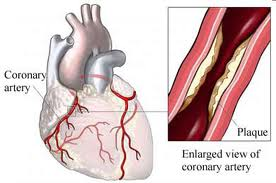 Coronary
artery
Plaque
Enlarged view of
coronary artery